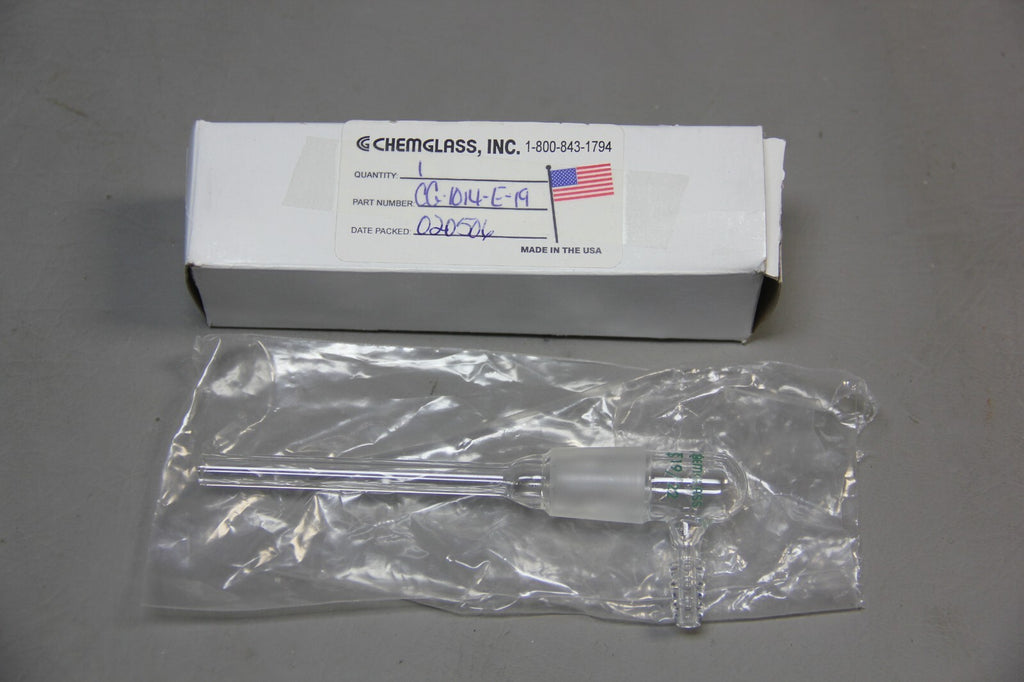 CHEMGLASS, INC. 1-800-843-1794
QUANTITY: 1
PART NUMBER: CG-1014-E-19
DATE PACKED: 020506
MADE IN THE USA